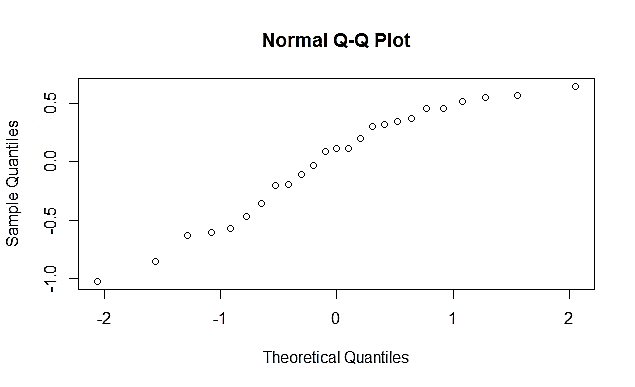 Normal Q-Q Plot
Sample Quantiles
0.5
0.0
-0.5
-1.0
-2 -1 0 1 2
Theoretical Quantiles